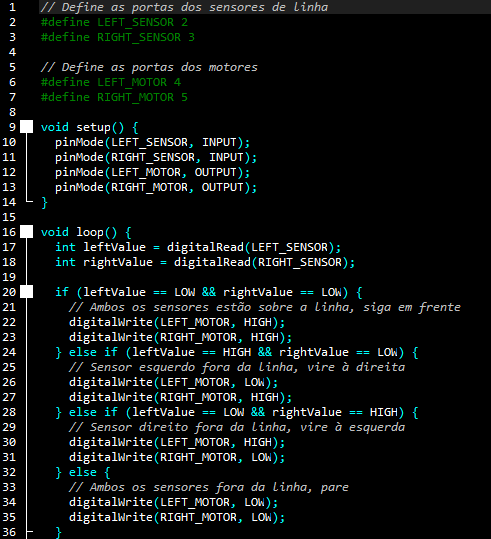 1 // Define as portas dos sensores de linha
2 #define LEFT_SENSOR 2
3 #define RIGHT_SENSOR 3
4
5 // Define as portas dos motores
6 #define LEFT_MOTOR 4
7 #define RIGHT_MOTOR 5
8
9 void setup() {
10 pinMode(LEFT_SENSOR, INPUT);
11 pinMode(RIGHT_SENSOR, INPUT);
12 pinMode(LEFT_MOTOR, OUTPUT);
13 pinMode(RIGHT_MOTOR, OUTPUT);
14 }
15
16 void loop() {
17 int leftValue = digitalRead(LEFT_SENSOR);
18 int rightValue = digitalRead(RIGHT_SENSOR);
19
20 if (leftValue == LOW && rightValue == LOW) {
21 // Ambos os sensores estão sobre a linha, siga em frente
22 digitalWrite(LEFT_MOTOR, HIGH);
23 digitalWrite(RIGHT_MOTOR, HIGH);
24 } else if (leftValue == HIGH && rightValue == LOW) {
25 // Sensor esquerdo fora da linha, vire à direita
26 digitalWrite(LEFT_MOTOR, LOW);
27 digitalWrite(RIGHT_MOTOR, HIGH);
28 } else if (leftValue == LOW && rightValue == HIGH) {
29 // Sensor direito fora da linha, vire à esquerda
30 digitalWrite(LEFT_MOTOR, HIGH);
31 digitalWrite(RIGHT_MOTOR, LOW);
32 } else {
33 // Ambos os sensores fora da linha, pare
34 digitalWrite(LEFT_MOTOR, LOW);
35 digitalWrite(RIGHT_MOTOR, LOW);
36 }